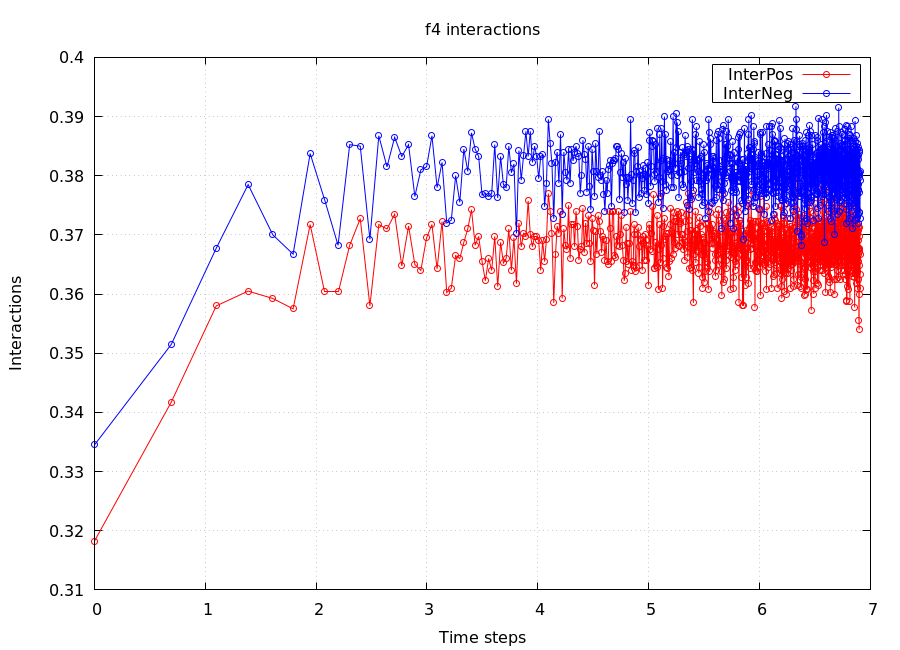 f4 interactions
InterPos
InterNeg
Interactions
0.4
0.39
0.38
0.37
0.36
0.35
0.34
0.33
0.32
0.31
0 1 2 3 4 5 6 7
Time steps